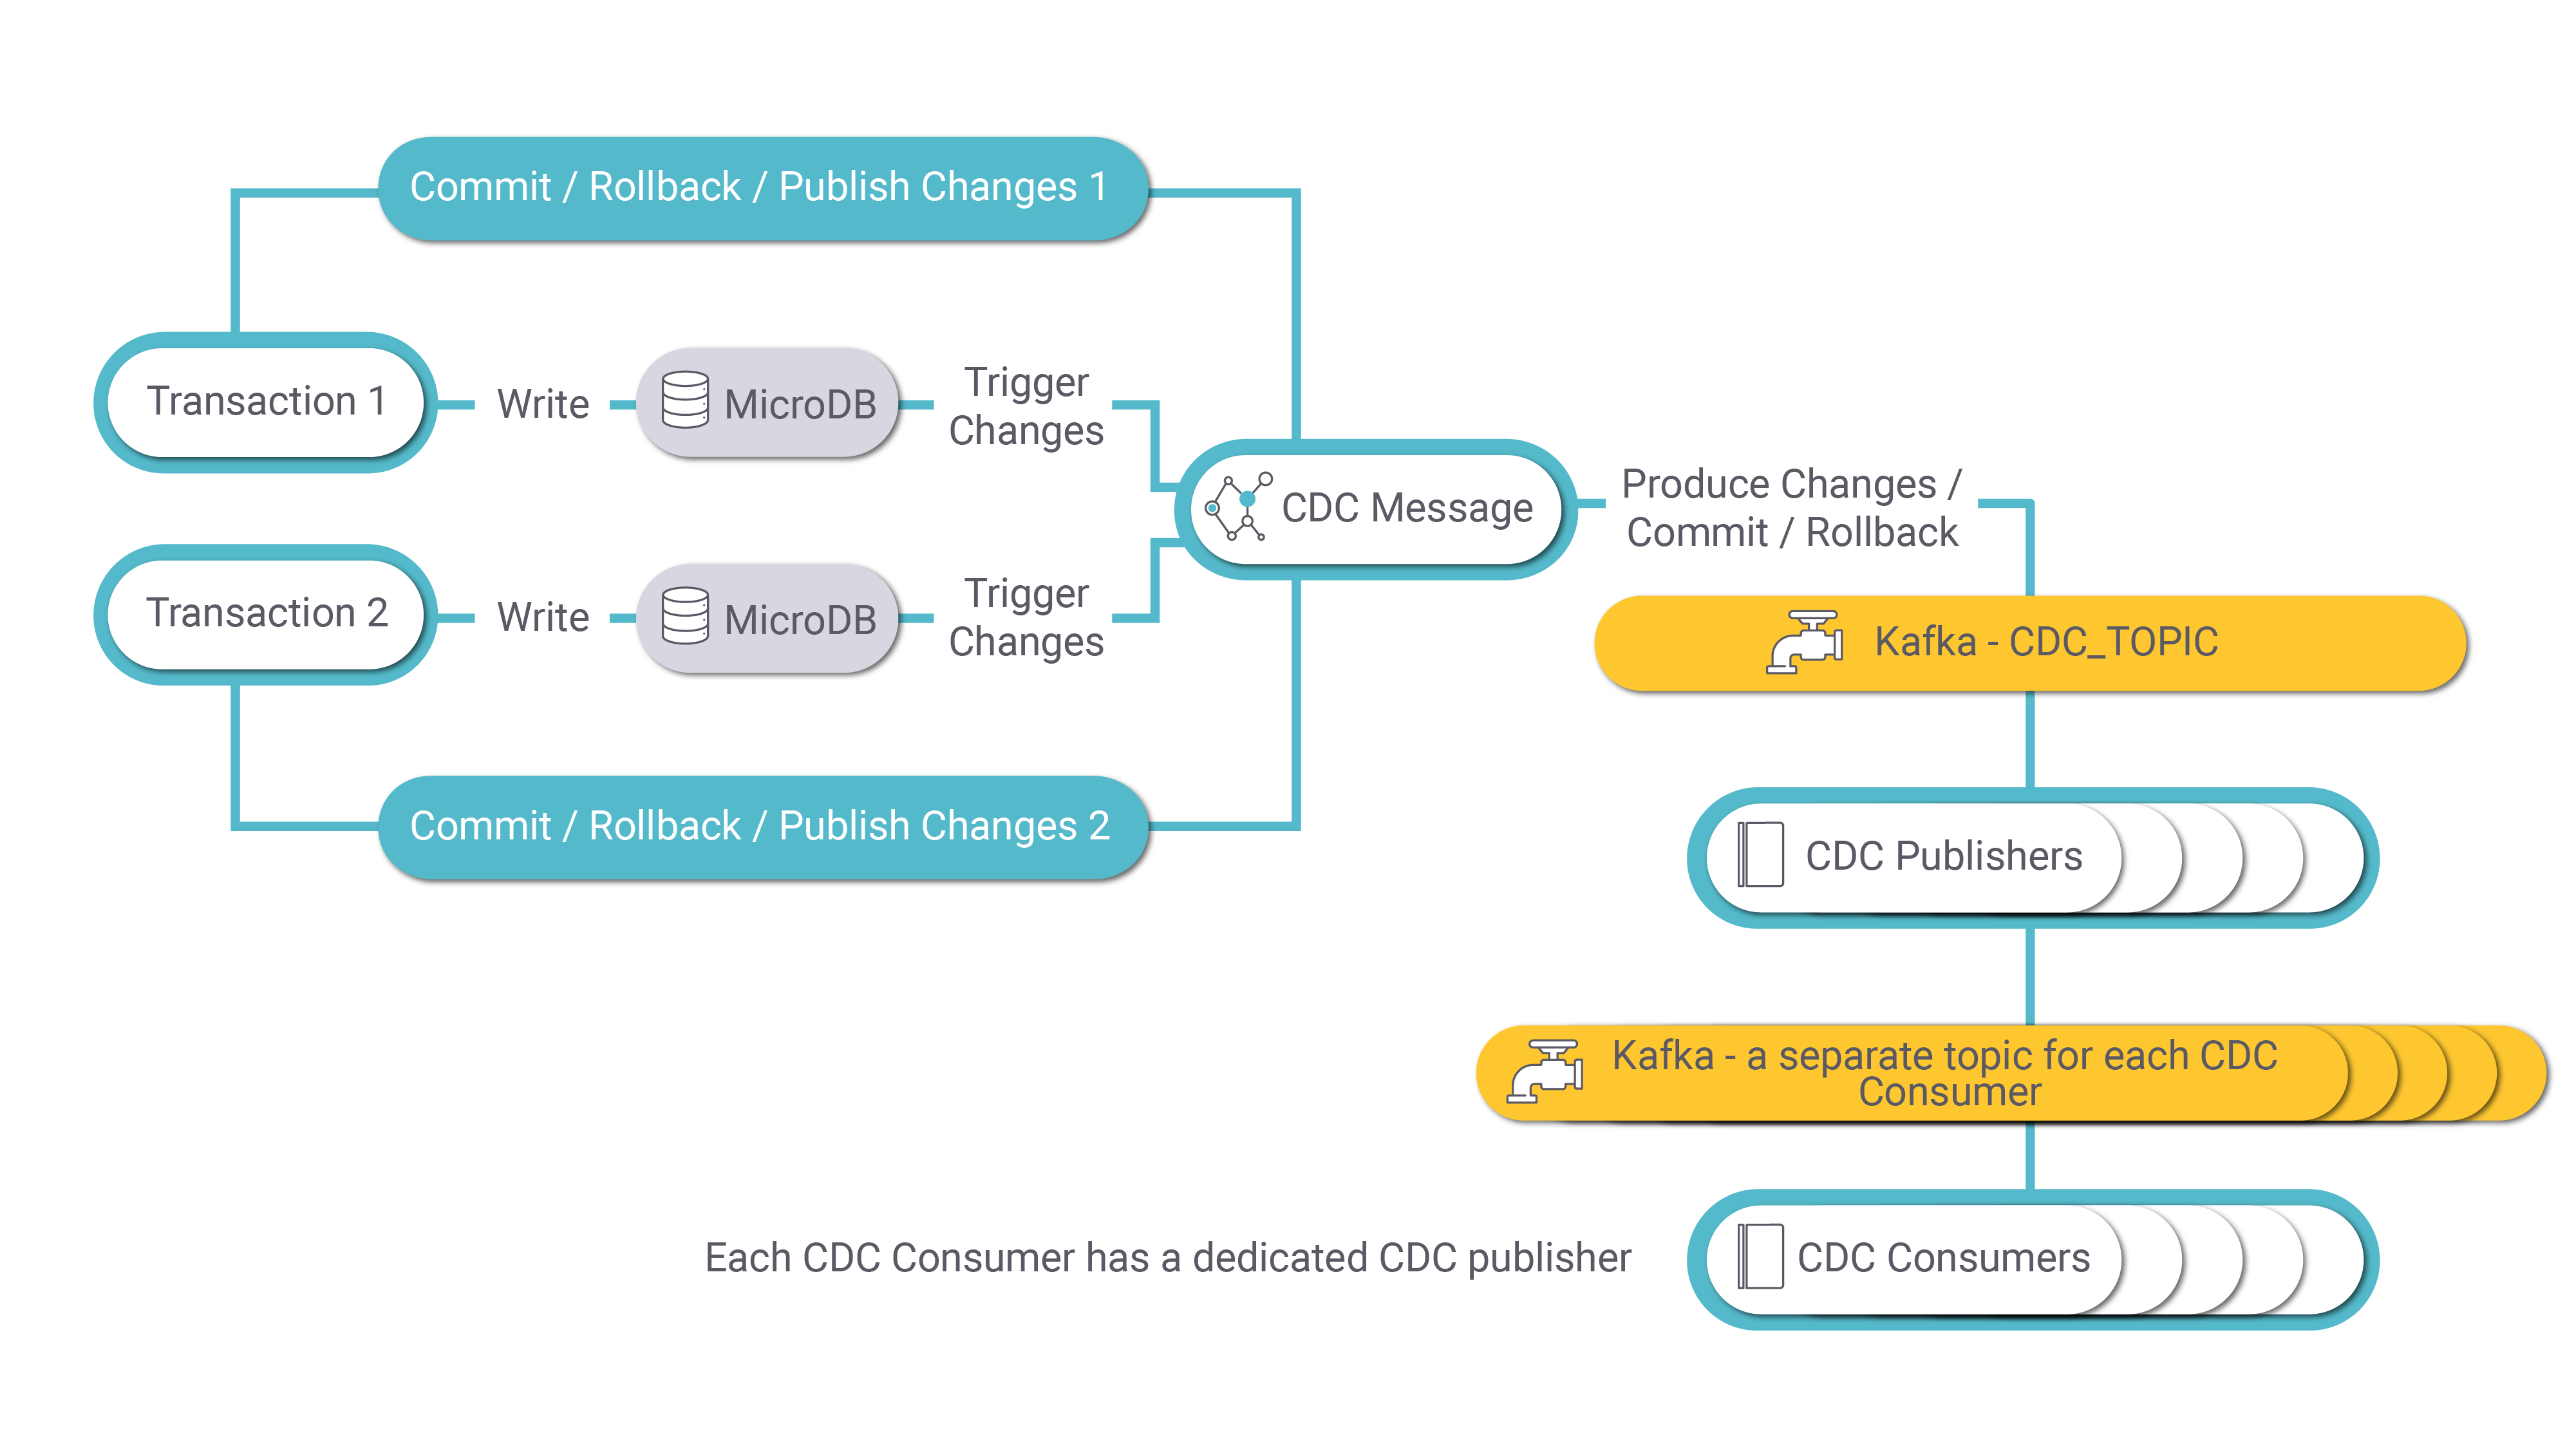 Commit / Rollback / Publish Changes 1
Transaction 1
Write
MicroDB
Trigger
Changes
CDC Message
Produce Changes /
Commit / Rollback
Transaction 2
Write
MicroDB
Trigger
Changes
Kafka - CDC_TOPIC
Commit / Rollback / Publish Changes 2
CDC Publishers
Kafka - a separate topic for each CDC
Consumer
Each CDC Consumer has a dedicated CDC publisher
CDC Consumers